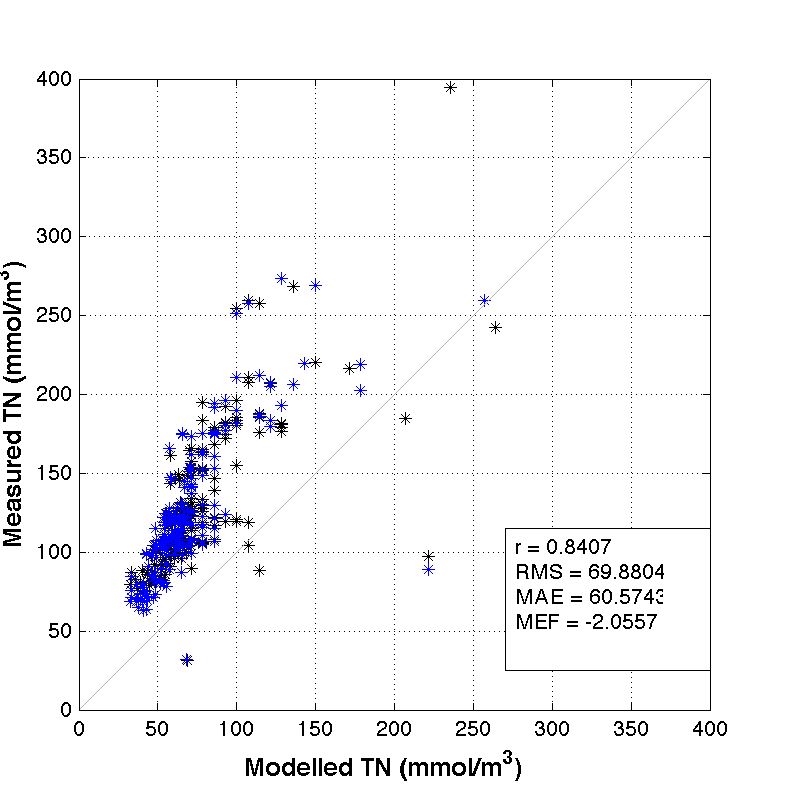 400
350
300
250
200
150
100
50
0
Measured TN (mmol/m³)
r = 0.8407
RMS = 69.8804
MAE = 60.5743
MEF = -2.0557
0 50 100 150 200 250 300 350 400
Modelled TN (mmol/m³)